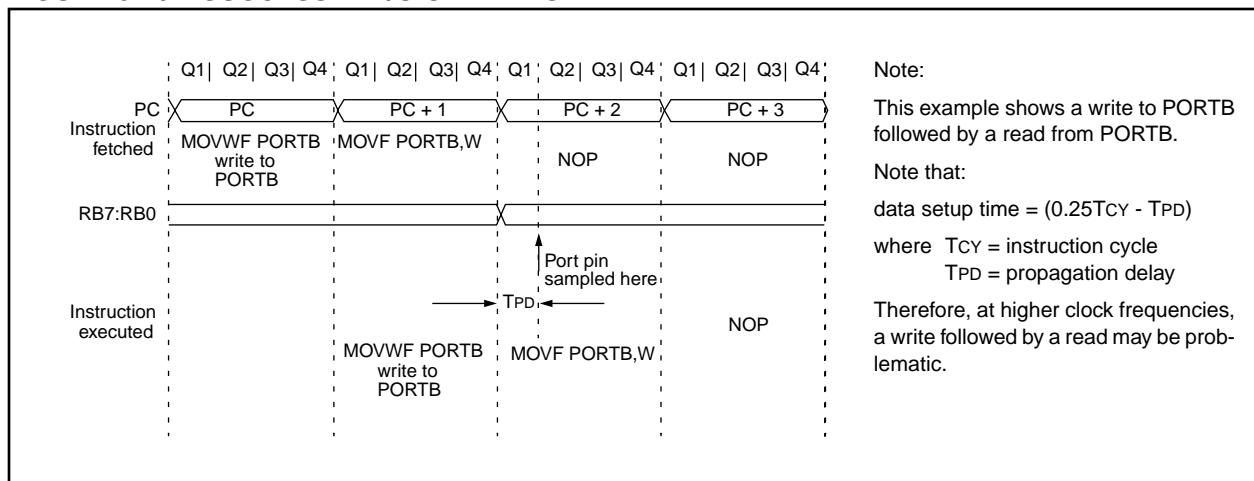 Q1| Q2| Q3| Q4 Q1| Q2| Q3| Q4 Q1 Q2| Q3| Q4 Q1| Q2| Q3| Q4
PC PC PC + 1 PC + 2 PC + 3
Instruction
fetched
MOVWF PORTB
write to
PORTB
MOVF PORTB,W
NOP
NOP
RB7:RB0
Port pin
sampled here
TPD
Instruction
executed
MOVWF PORTB
write to
PORTB
MOVF PORTB,W
NOP
Note:
This example shows a write to PORTB
followed by a read from PORTB.
Note that:
data setup time = (0.25TCY - TPD)
where TCY = instruction cycle
TPD = propagation delay
Therefore, at higher clock frequencies,
a write followed by a read may be prob-
lematic.